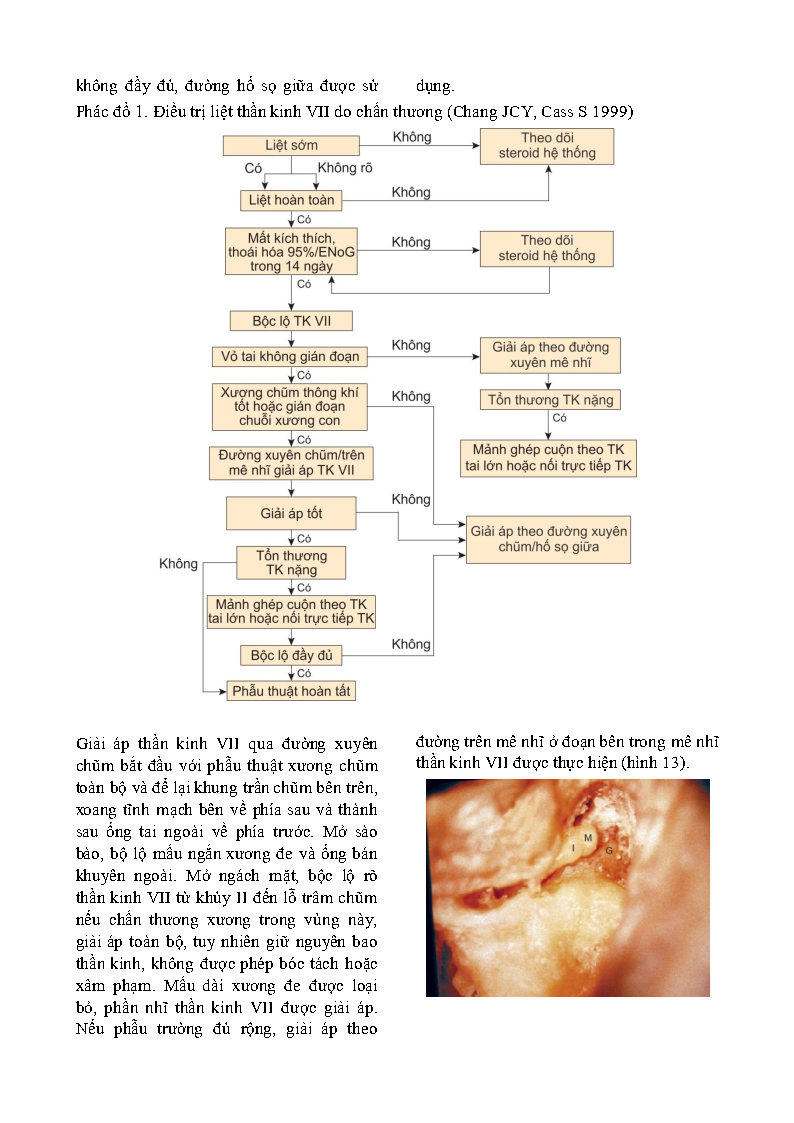 không đầy đủ, đường hố sọ giữa được sử
dụng.
Phác đồ 1. Điều trị liệt thần kinh VII do chấn thương (Chang JCY, Cass S 1999)
Liệt sớm
Không
Theo dõi
steroid hệ thống
Có
Không rõ
Liệt hoàn toàn
Không
Có
Mất kích thích,
thoái hóa 95%/ENoG
trong 14 ngày
Không
Theo dõi
steroid hệ thống
Có
Bộc lộ TK VII
Vỏ tai không gián đoạn
Không
Giải áp theo đường
xuyên mê nhĩ
Có
Xương chũm thông khí
tốt hoặc gián đoạn
chuỗi xương con
Không
Tổn thương TK nặng
Có
Có
Mảnh ghép cuộn theo TK
tai lớn hoặc nối trực tiếp TK
Đường xuyên chũm/trên
mê nhĩ giải áp TK VII
Giải áp tốt
Không
Giải áp theo đường xuyên
chũm/hố sọ giữa
Có
Tổn thương
TK nặng
Không
Có
Mảnh ghép cuộn theo TK
tai lớn hoặc nối trực tiếp TK
Bộc lộ đầy đủ
Không
Có
Phẫu thuật hoàn tất
Giải áp thần kinh VII qua đường xuyên
chũm bắt đầu với phẫu thuật xương chũm
toàn bộ và để lại khung trần chũm bên trên,
xoang tĩnh mạch bên về phía sau và thành
sau ống tai ngoài về phía trước. Mở sào
bào, bộ lộ mấu ngắn xương đe và ống bán
khuyên ngoài. Mở ngách mặt, bộc lộ rõ
thần kinh VII từ khủy II đến lỗ trâm chũm
nếu chấn thương xương trong vùng này,
giải áp toàn bộ, tuy nhiên giữ nguyên bao
thần kinh, không được phép bóc tách hoặc
xâm phạm. Mấu dài xương đe được loại
bỏ, phần nhĩ thần kinh VII được giải áp.
Nếu phẫu trường đủ rộng, giải áp theo
đường trên mê nhĩ ở đoạn bên trong mê nhĩ
thần kinh VII được thực hiện (hình 13).
I M G